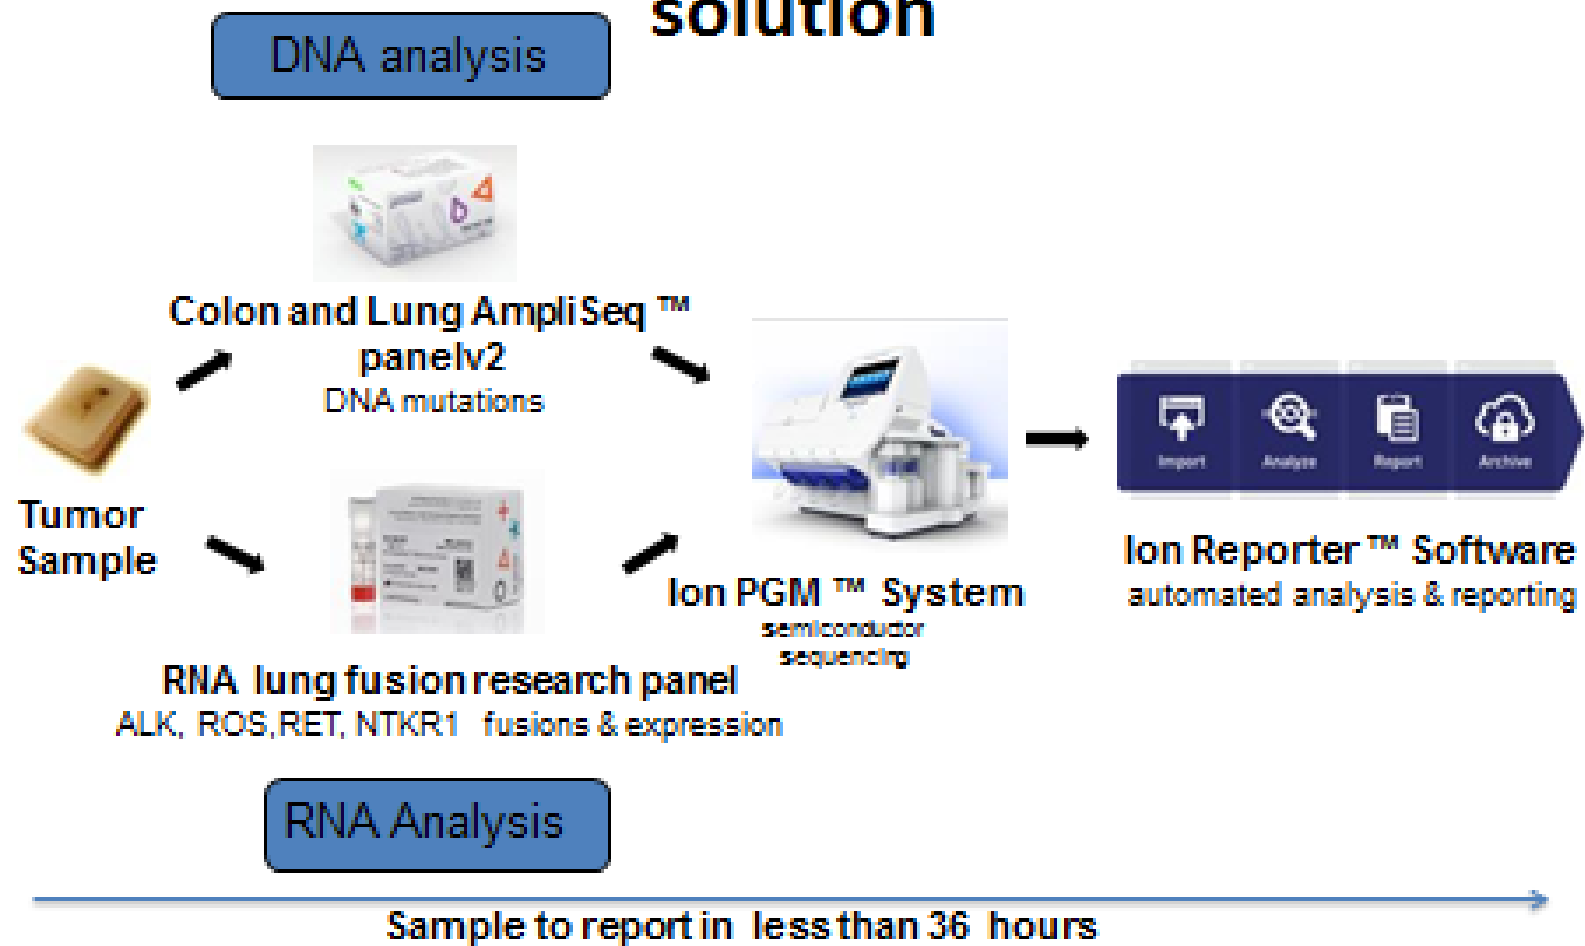 solution
DNA analysis
Colon and Lung AmpliSeq ™
panelv2
DNA mutations
Tumor
Sample
Import
Analyze
Report
Archive
Ion Reporter ™ Software
automated analysis & reporting
Ion PGM ™ System
semiconductor
sequencing
RNA lung fusion research panel
ALK, ROS,RET, NTKR1 fusions & expression
RNA Analysis
Sample to report in less than 36 hours